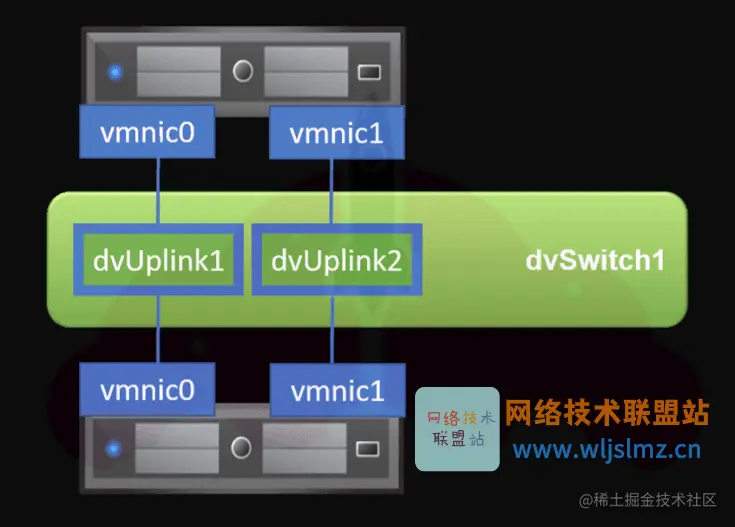 vmnic0
vmnic1
dvUplink1
dvUplink2
dvSwitch1
vmnic0
vmnic1
网络技术
联盟站
网络技术联盟站
www.wljslmz.cn
@稀土掘金技术社区